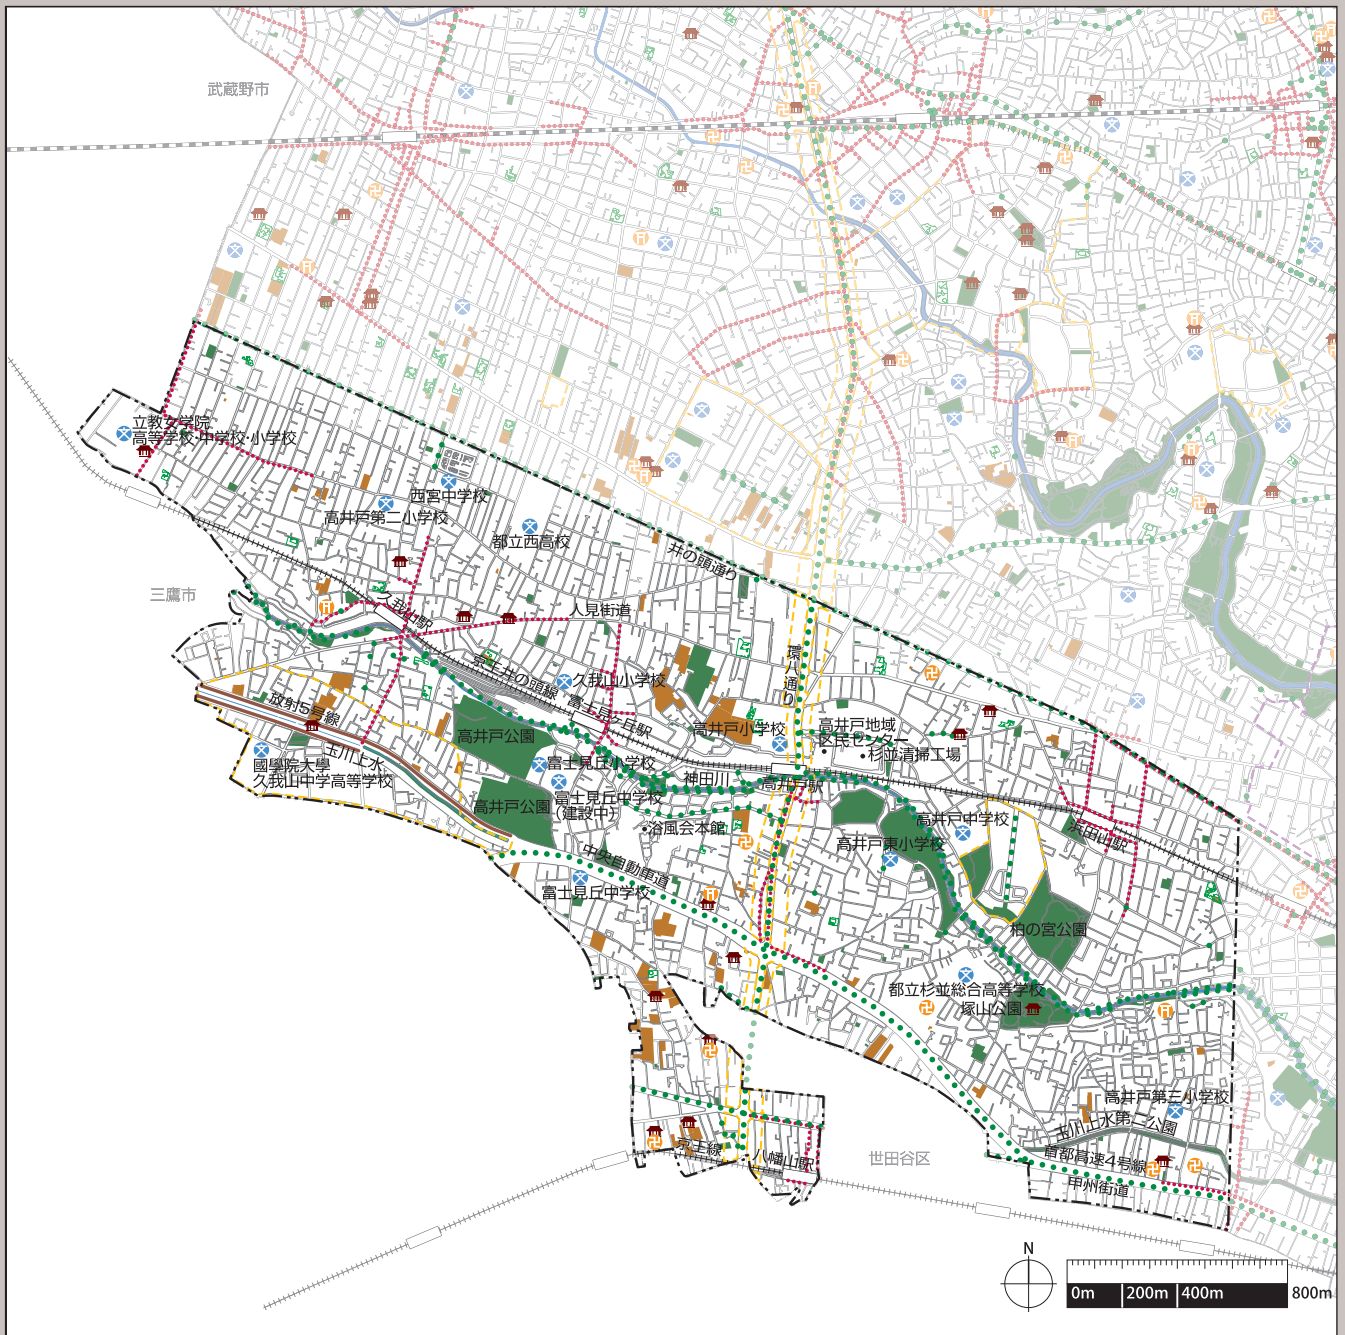 武蔵野市
立教女学院
高等学校・中学校・小学校
西宮中学校
高井戸第二小学校
都立西高校
井の頭通り
三鷹市
久我山駅
人見街道
京王井の頭線
久我山小学校
富士見ヶ丘駅
環八通り
放射5号線
高井戸公園
高井戸小学校
高井戸地域
区民センター
杉並清掃工場
玉川上水
國學院大學
久我山中学高等学校
富士見丘小学校
神田川
高井戸駅
富士見丘中学校
(建設中)
高井戸公園
浴風会本館
高井戸中学校
浜田山駅
高井戸東小学校
中央自動車道
富士見丘中学校
柏の宮公園
都立杉並総合高等学校
塚山公園
高井戸第三小学校
玉川上水第二公園
京王線
八幡山駅
世田谷区
首都高速4号線
甲州街道
N
0m
200m
400m
800m